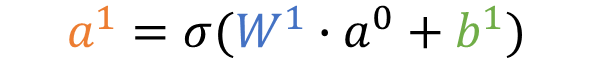 a¹ = σ(W¹ · a⁰ + b¹)